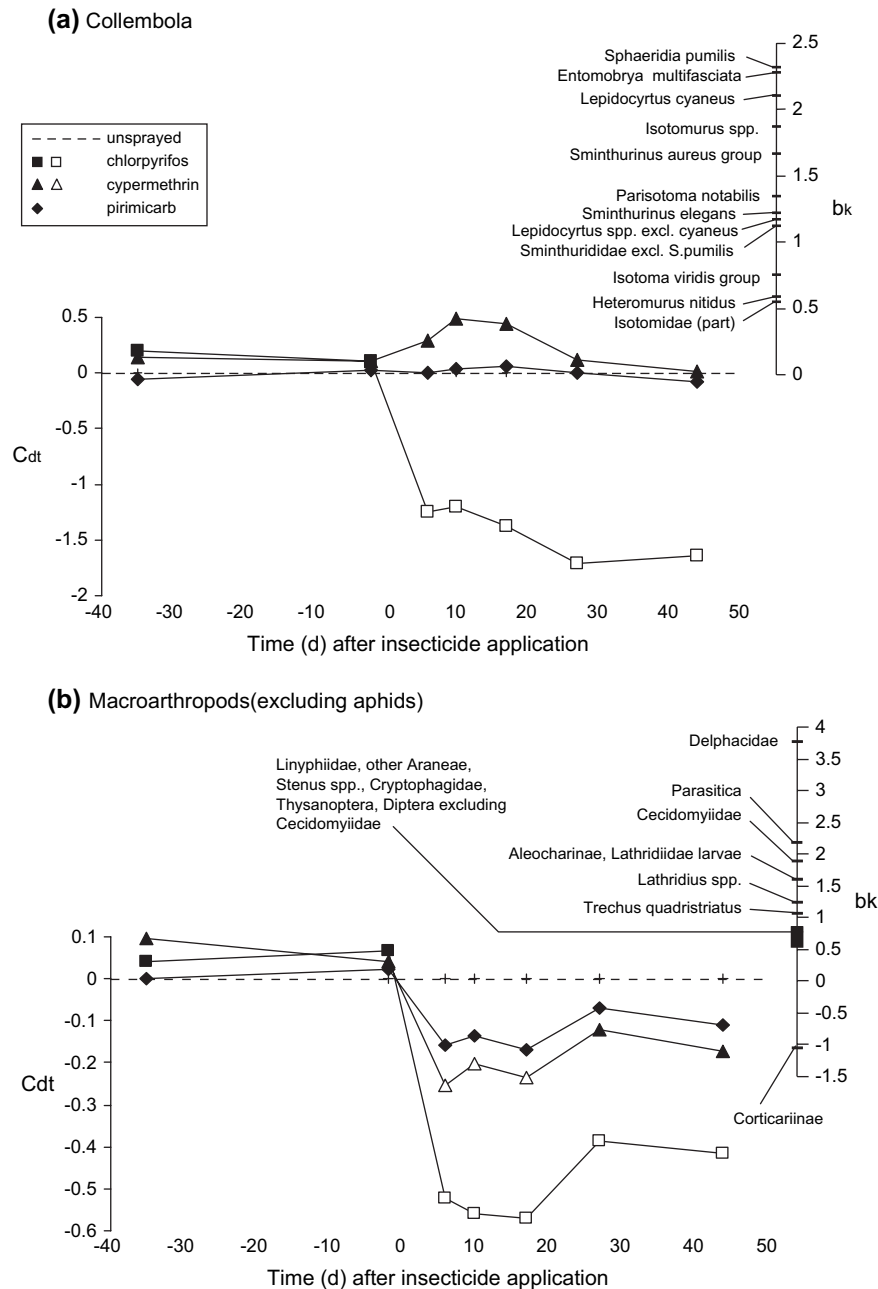 (a) Collembola
unsprayed
chlorpyrifos
cypermethrin
pirimicarb
Sphaeridia pumilis
Entomobrya multifasciata
Lepidocyrtus cyaneus
Isotomurus spp.
Sminthurinus aureus group
Parisotoma notabilis
Sminthurinus elegans
Lepidocyrtus spp. excl. cyaneus
Sminthurididae excl. S.pumilis
Isotoma viridis group
Heteromurus nitidus
Isotomidae (part)
2.5
2
1.5
1
0.5
0
bk
0.5
0
-0.5
-1
-1.5
-2
Cdt
-40 -30 -20 -10 0 10 20 30 40 50
Time (d) after insecticide application
(b) Macroarthropods(excluding aphids)
Linyphiidae, other Araneae,
Stenus spp., Cryptophagidae,
Thysanoptera, Diptera excluding
Cecidomyiidae
Delphacidae
Parasitica
Cecidomyiidae
Aleocharinae, Lathridiidae larvae
Lathridius spp.
Trechus quadristriatus
Corticariinae
4
3.5
3
2.5
2
1.5
1
0.5
0
-0.5
-1
-1.5
bk
0.1
0
-0.1
-0.2
-0.3
-0.4
-0.5
-0.6
Cdt
-40 -30 -20 -10 0 10 20 30 40 50
Time (d) after insecticide application